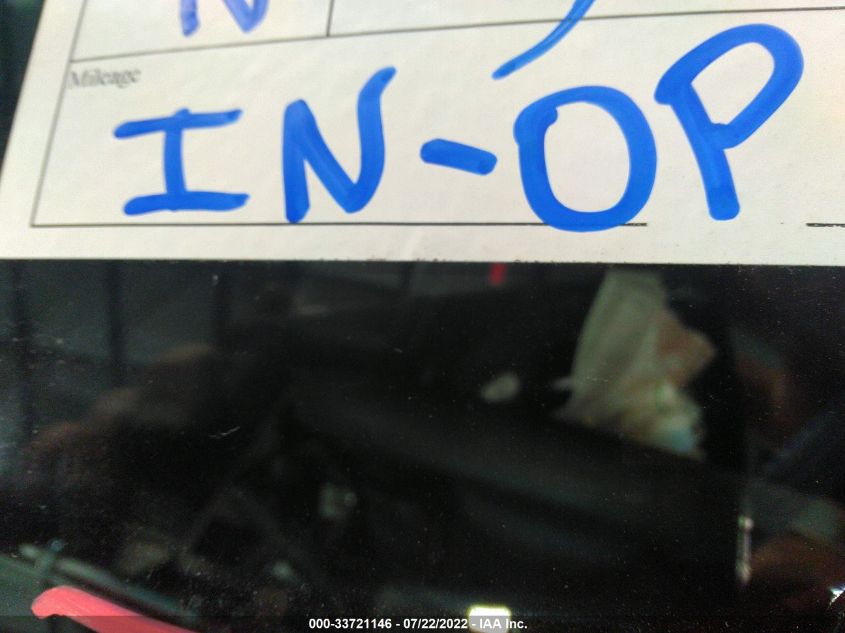 N
Mileage
IN-OP
000-33721146 - 07/22/2022 - IAA Inc.